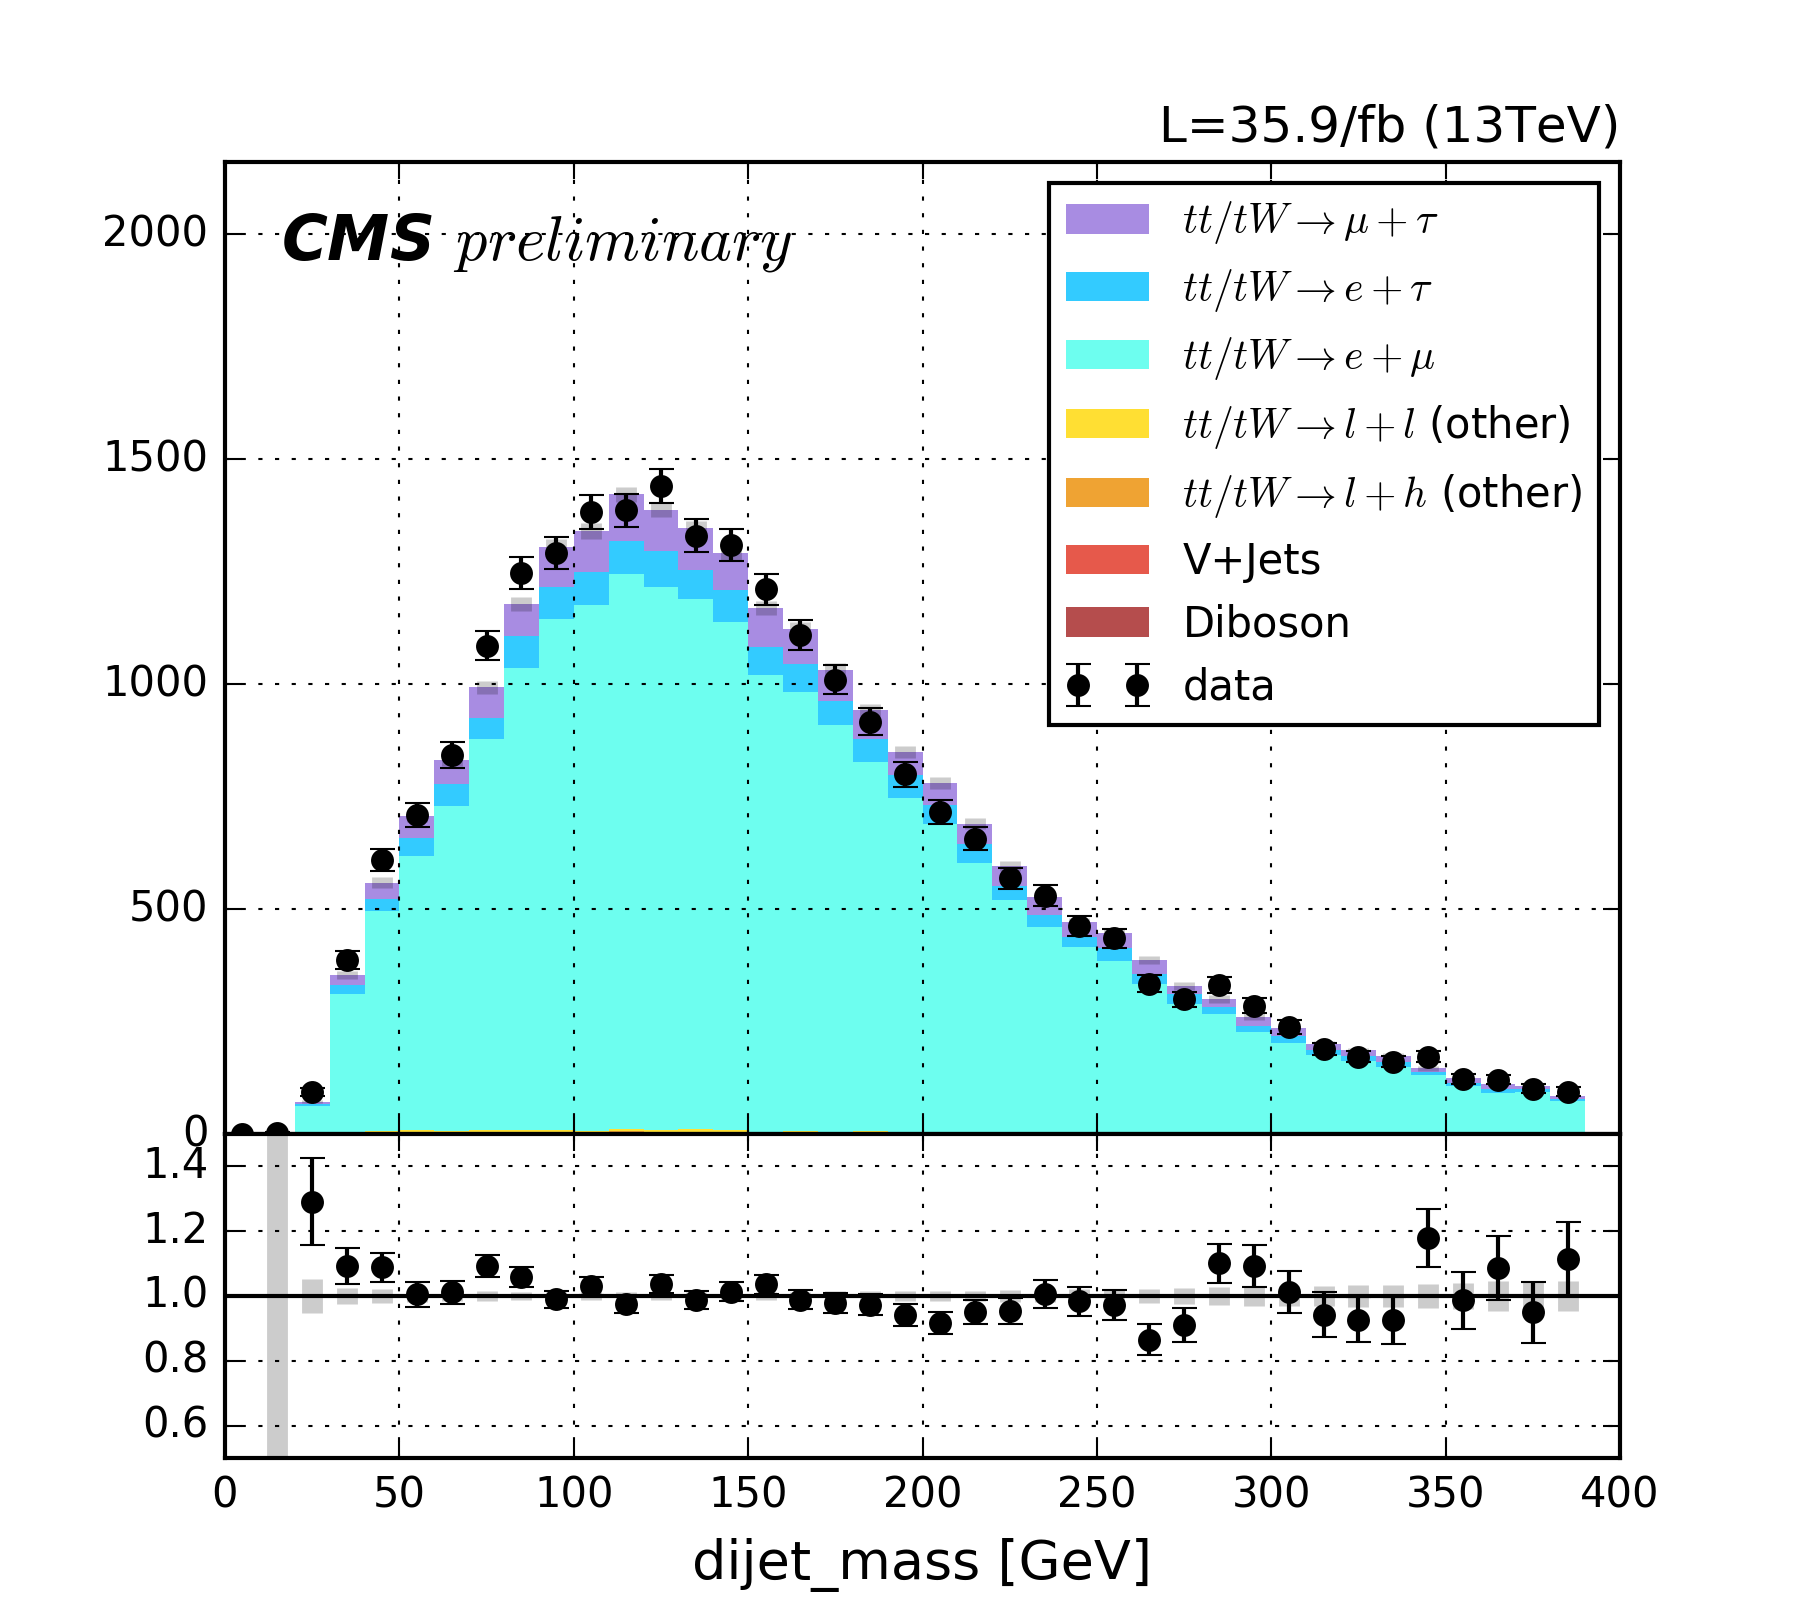 L=35.9/fb (13TeV)
CMS preliminary
2000
1500
1000
500
0
tt/tW → μ + τ
tt/tW → e + τ
tt/tW → e + μ
tt/tW → l + l (other)
tt/tW → l + h (other)
V+Jets
Diboson
data
1.4
1.2
1.0
0.8
0.6
0 50 100 150 200 250 300 350 400
dijet_mass [GeV]